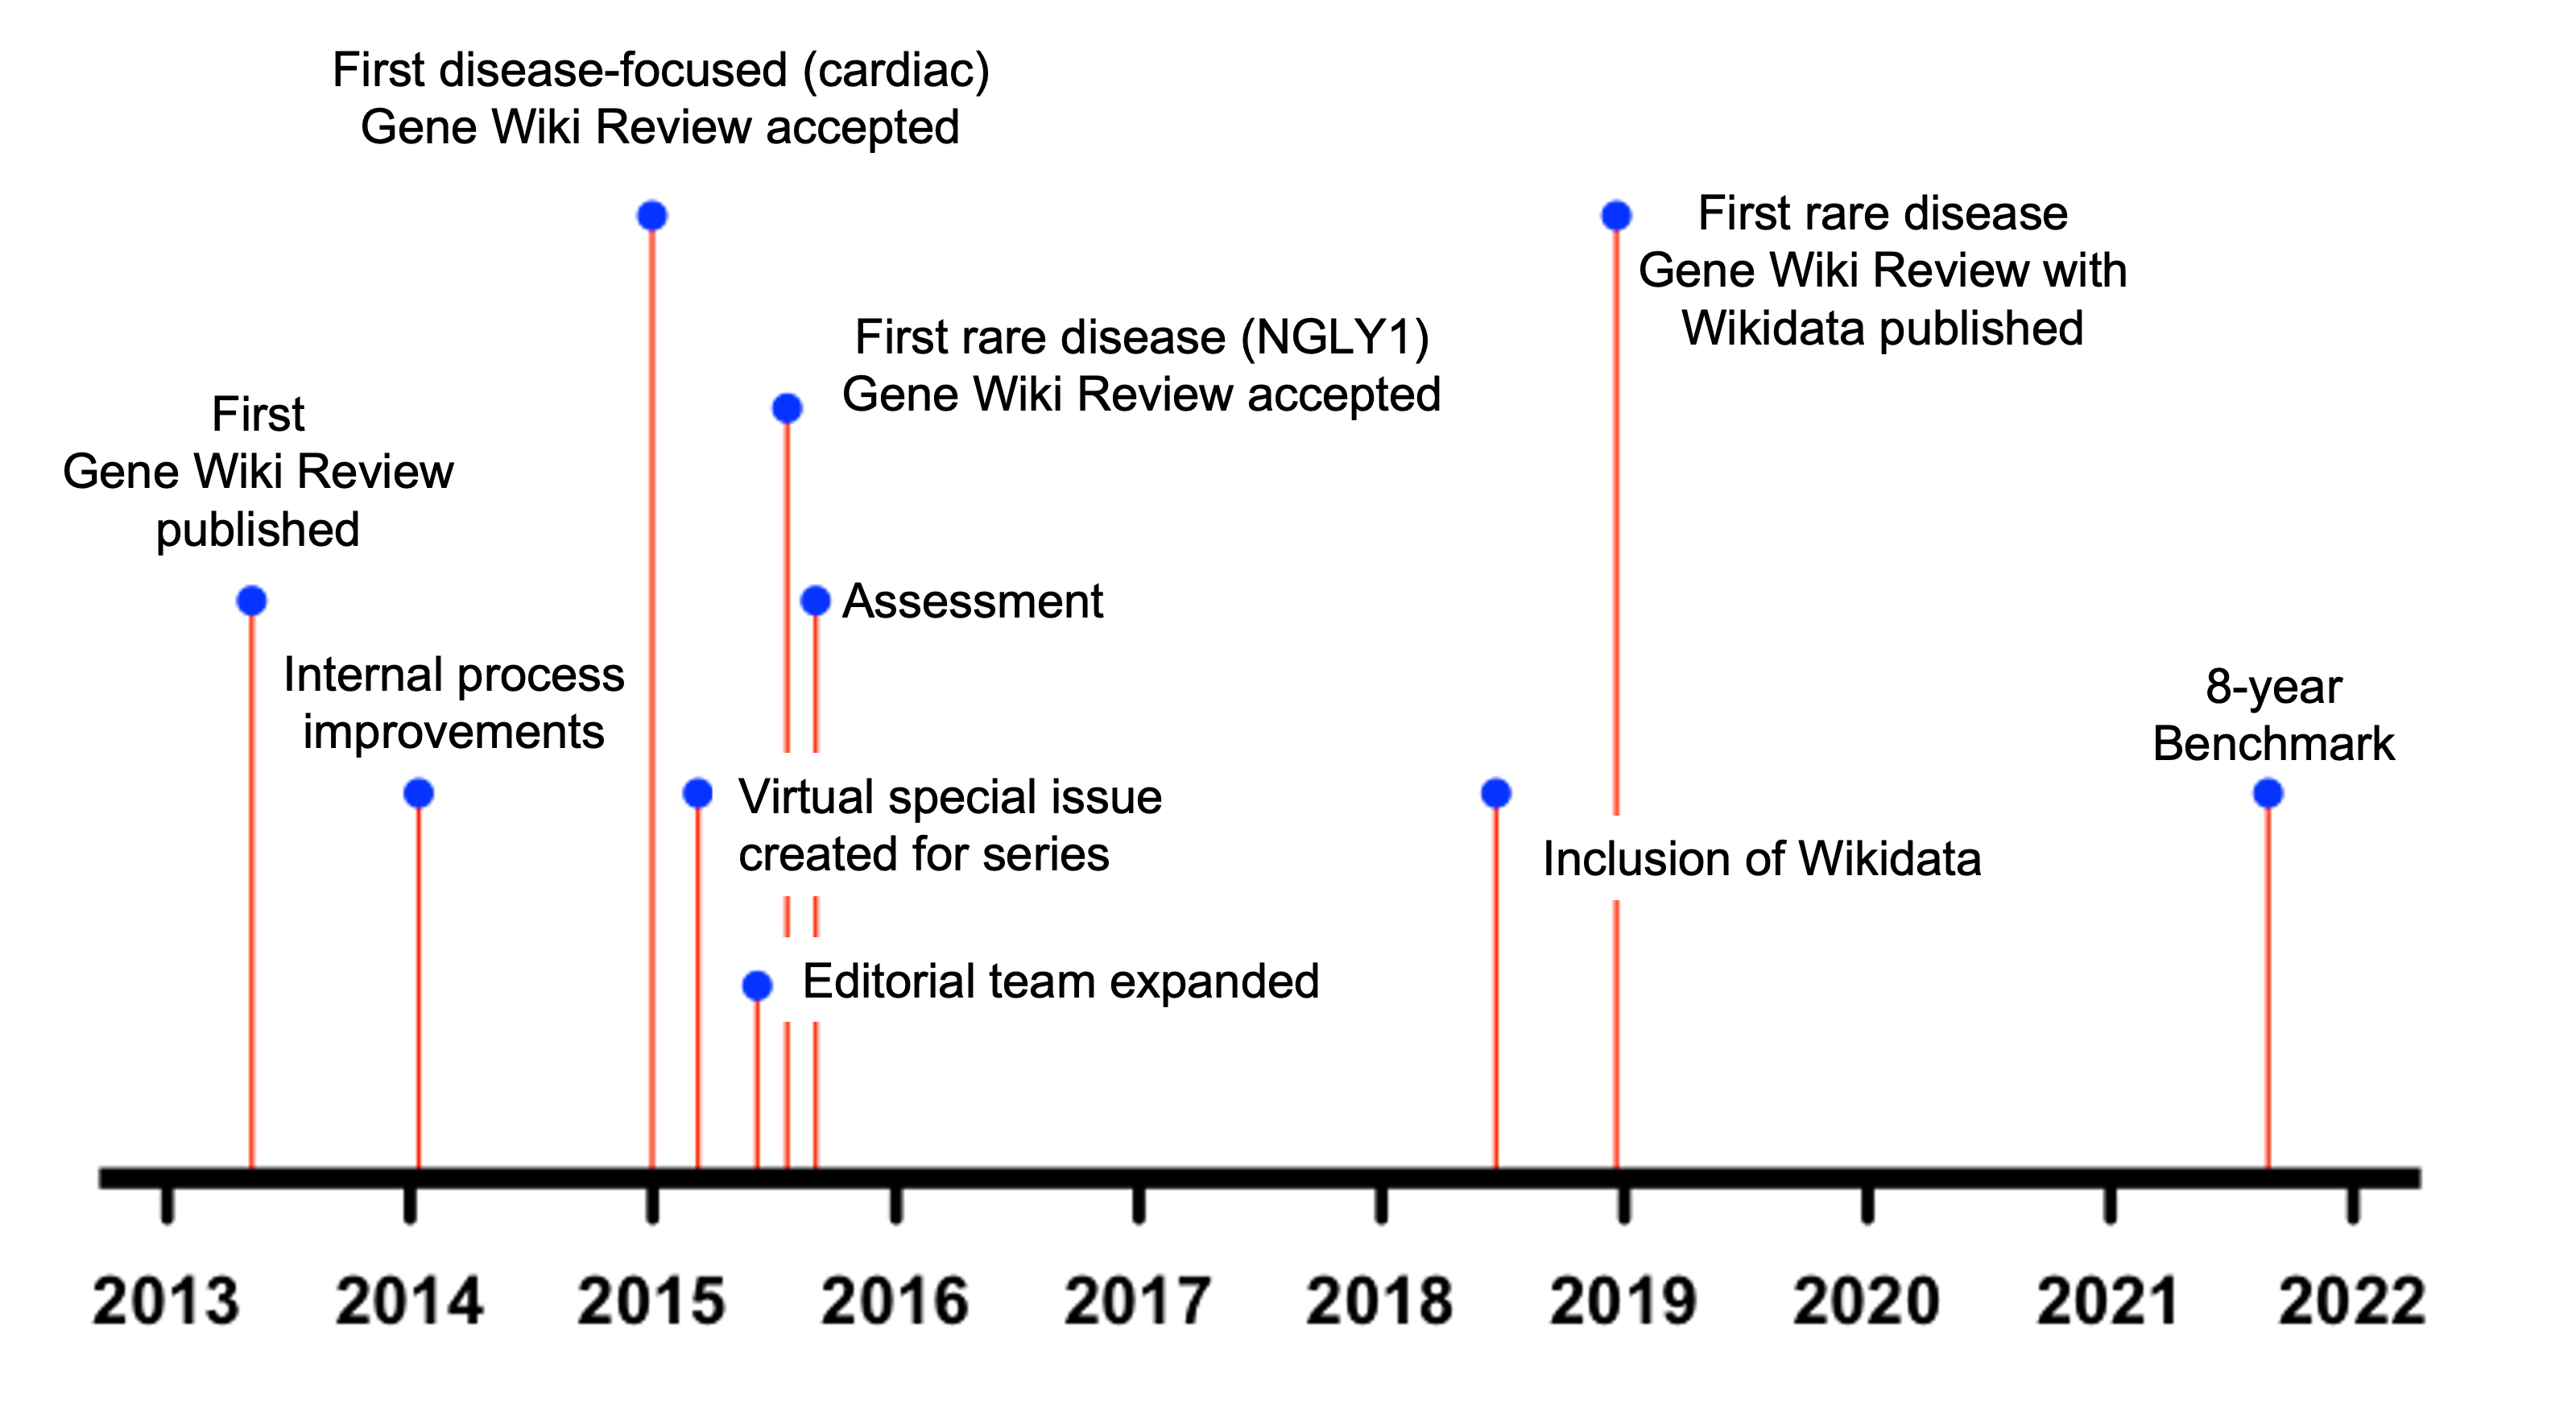 First disease-focused (cardiac)
Gene Wiki Review accepted
First rare disease
Gene Wiki Review with
Wikidata published
First rare disease (NGLY1)
Gene Wiki Review accepted
First
Gene Wiki Review
published
Assessment
Internal process
improvements
8-year
Benchmark
Virtual special issue
created for series
Inclusion of Wikidata
Editorial team expanded
2013 2014 2015 2016 2017 2018 2019 2020 2021 2022